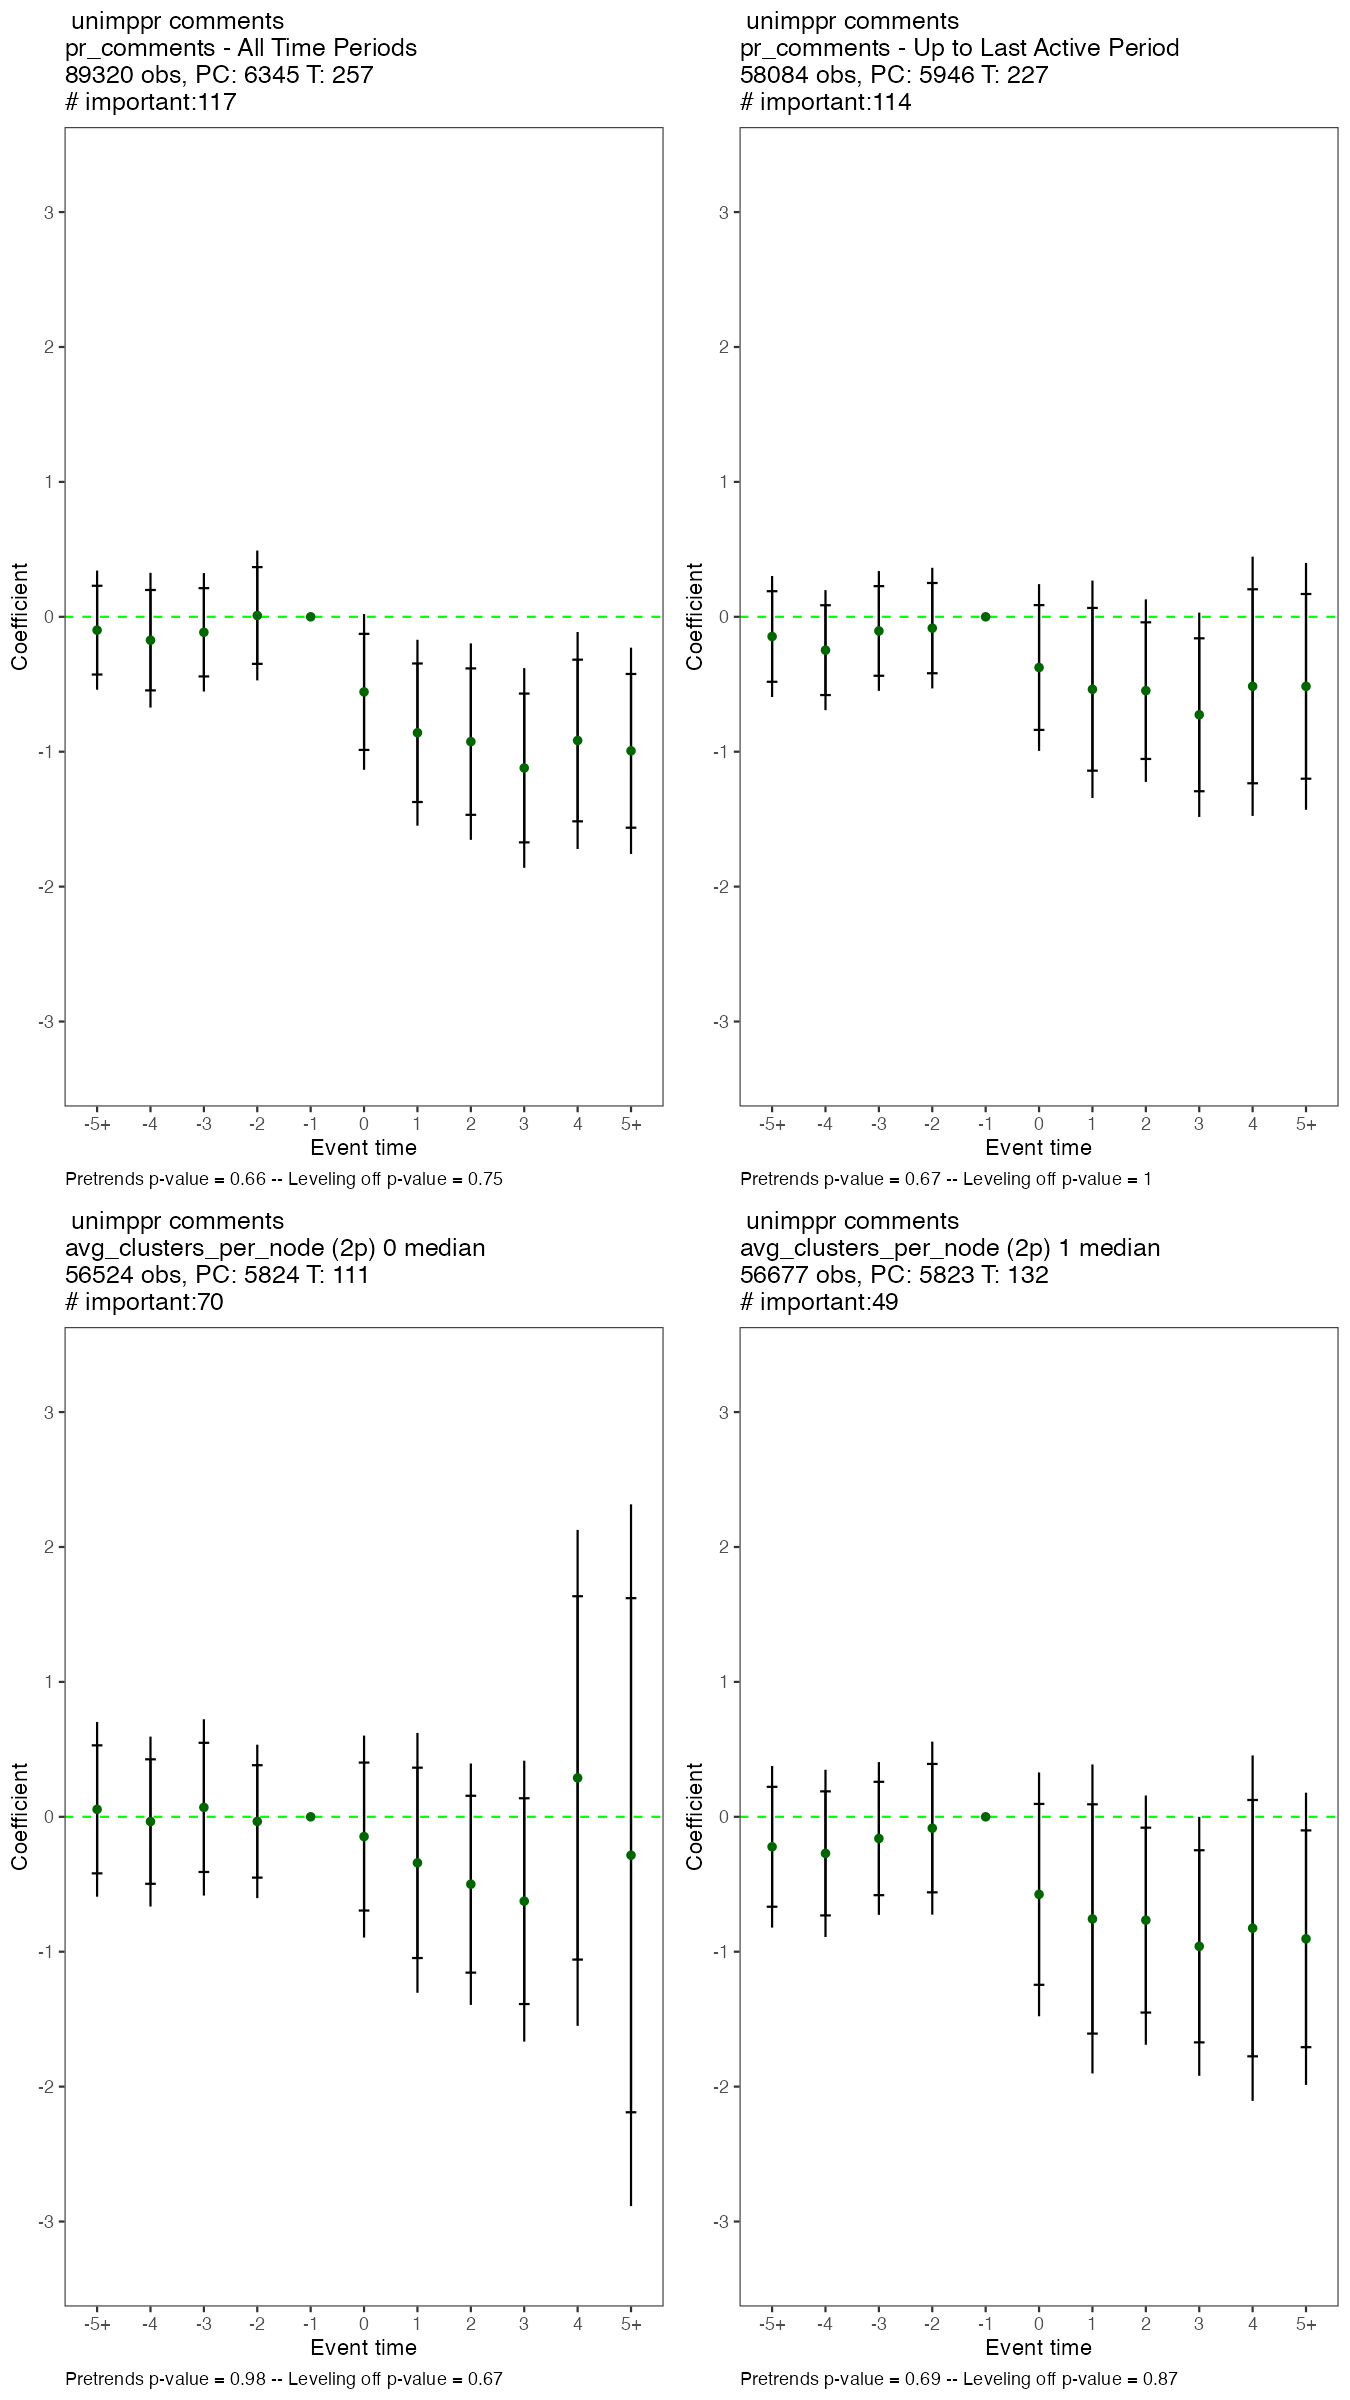 unimppr comments
pr_comments - All Time Periods
89320 obs, PC: 6345 T: 257
# important:117
3
2
1
0
-1
-2
-3
Coefficient
-5+ -4 -3 -2 -1 0 1 2 3 4 5+
Event time
Pretrends p-value = 0.66 -- Leveling off p-value = 0.75
unimppr comments
pr_comments - Up to Last Active Period
58084 obs, PC: 5946 T: 227
# important:114
3
2
1
0
-1
-2
-3
Coefficient
-5+ -4 -3 -2 -1 0 1 2 3 4 5+
Event time
Pretrends p-value = 0.67 -- Leveling off p-value = 1
unimppr comments
avg_clusters_per_node (2p) 0 median
56524 obs, PC: 5824 T: 111
# important:70
3
2
1
0
-1
-2
-3
Coefficient
-5+ -4 -3 -2 -1 0 1 2 3 4 5+
Event time
Pretrends p-value = 0.98 -- Leveling off p-value = 0.67
unimppr comments
avg_clusters_per_node (2p) 1 median
56677 obs, PC: 5823 T: 132
# important:49
3
2
1
0
-1
-2
-3
Coefficient
-5+ -4 -3 -2 -1 0 1 2 3 4 5+
Event time
Pretrends p-value = 0.69 -- Leveling off p-value = 0.87